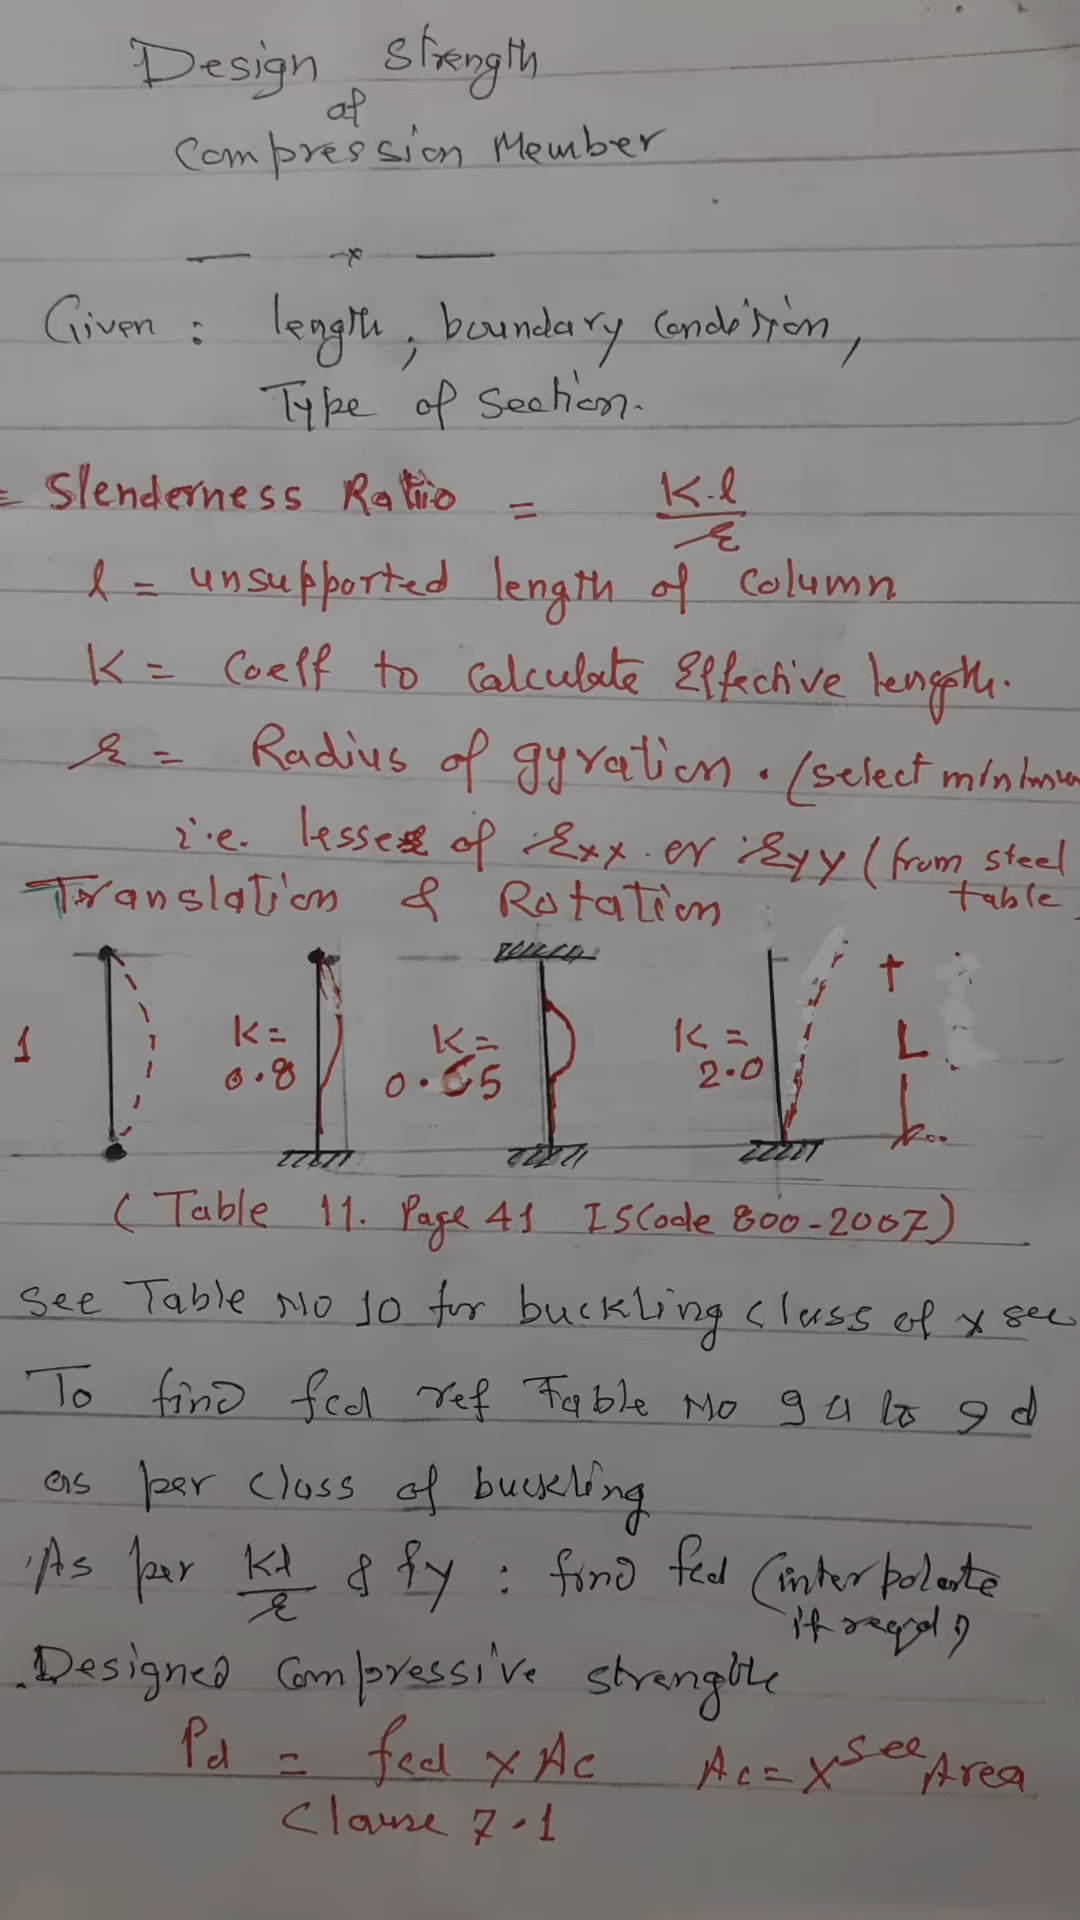 Design Strength
of
Compression Member
Given : length, boundary Condition,
Type of Section.
= Slenderness Ratio = K.l / r
l = unsupported length of Column
K = Coeff to Calculate Effective length.
r = Radius of gyration. (select minimum
i.e. lesser of rxx or ryy (from steel
table
Translation & Rotation
1 K = 0.8 K = 0.65 K = 2.0
(Table 11. Page 41 IS Code 800-2007)
See Table No 10 for buckling class of x sec
To find fcd ref Table No 9a to 9d
as per class of buckling
As per Kl/r & fy : find fcd (interpolate
if reqd)
Designed Compressive strength
Pd = fcd x Ac Ac = x sec Area
Clause 7.1